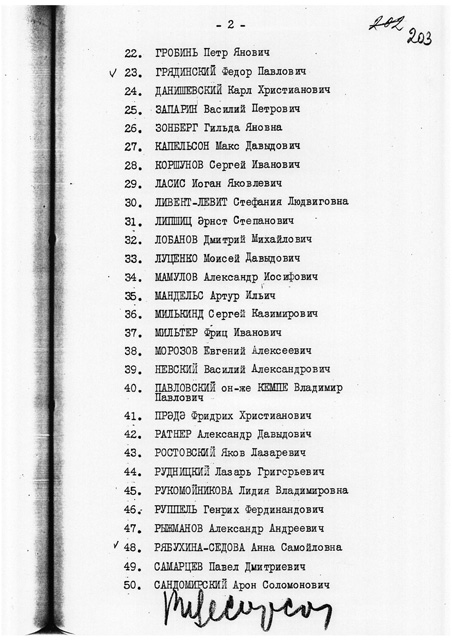 - 2 -
202
203
22. ГРОБИНЬ Петр Янович
✓ 23. ГРЯДИНСКИЙ Федор Павлович
24. ДАНИШЕВСКИЙ Карл Христианович
25. ЗАПАРИН Василий Петрович
26. ЗОНБЕРГ Гильда Яновна
27. КАПЕЛЬСОН Макс Давыдович
28. КОРШУНОВ Сергей Иванович
29. ЛАСИС Иоган Яковлевич
30. ЛИВЕНТ-ЛЕВИТ Стефания Людвиговна
31. ЛИПШИЦ Эрнст Степанович
32. ЛОБАНОВ Дмитрий Михайлович
33. ЛУЦЕНКО Моисей Давыдович
34. МАМУЛОВ Александр Иосифович
35. МАНДЕЛЬС Артур Ильич
36. МИЛЬКИНД Сергей Казимирович
37. МИЛЬТЕР Фриц Иванович
38. МОРОЗОВ Евгений Алексеевич
39. НЕВСКИЙ Василий Александрович
40. ПАВЛОВСКИЙ он-же КЕМПЕ Владимир
Павлович
41. ПРЭДЭ Фридрих Христианович
42. РАТНЕР Александр Давыдович
43. РОСТОВСКИЙ Яков Лазаревич
44. РУДНИЦКИЙ Лазарь Григорьевич
45. РУКОМОЙНИКОВА Лидия Владимировна
46. РУППЕЛЬ Генрих Фердинандович
47. РЫЖМАНОВ Александр Андреевич
✓ 48. РЯБУХИНА-СЕДОВА Анна Самойловна
49. САМАРЦЕВ Павел Дмитриевич
50. САНДОМИРСКИЙ Арон Соломонович